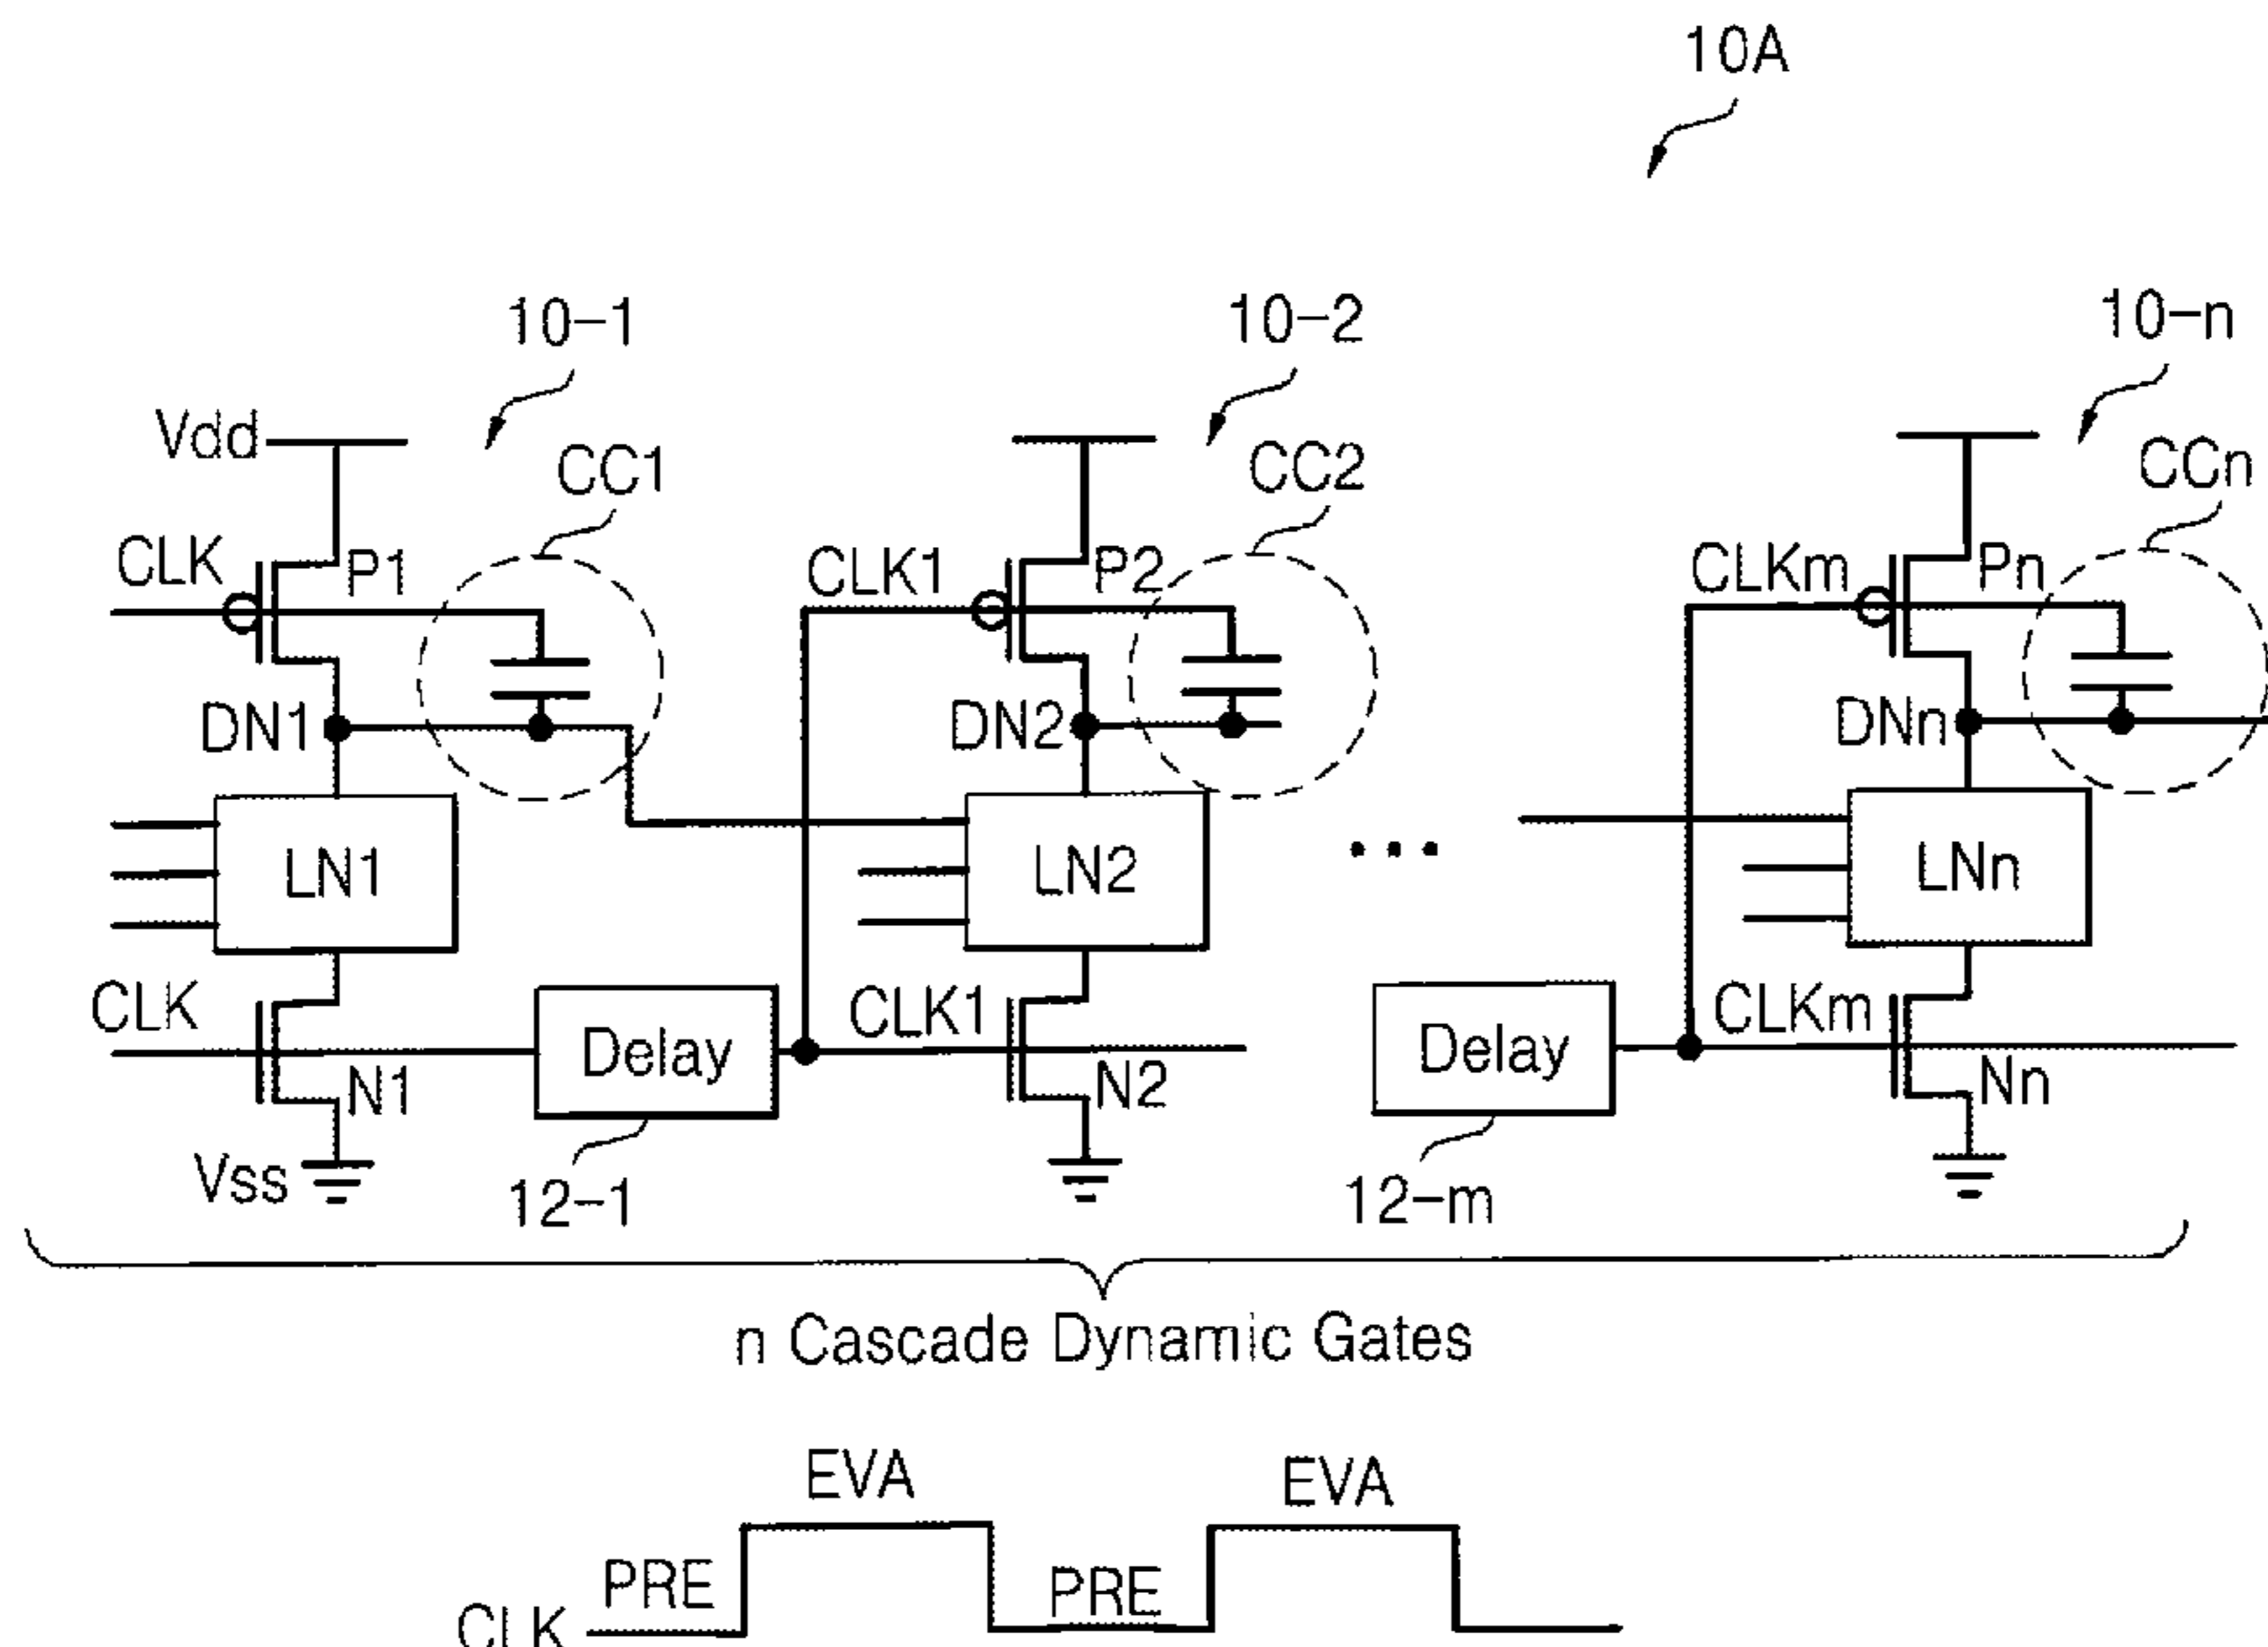 10A
10-1
10-2
10-n
Vdd
CC1
CC2
CCn
CLK
P1
CLK1
P2
CLKm
Pn
DN1
DN2
DNn
LN1
LN2
...
LNn
CLK
N1
Delay
CLK1
N2
Delay
CLKm
Nn
Vss
12-1
12-m
n Cascade Dynamic Gates
EVA
EVA
PRE
PRE
CLK